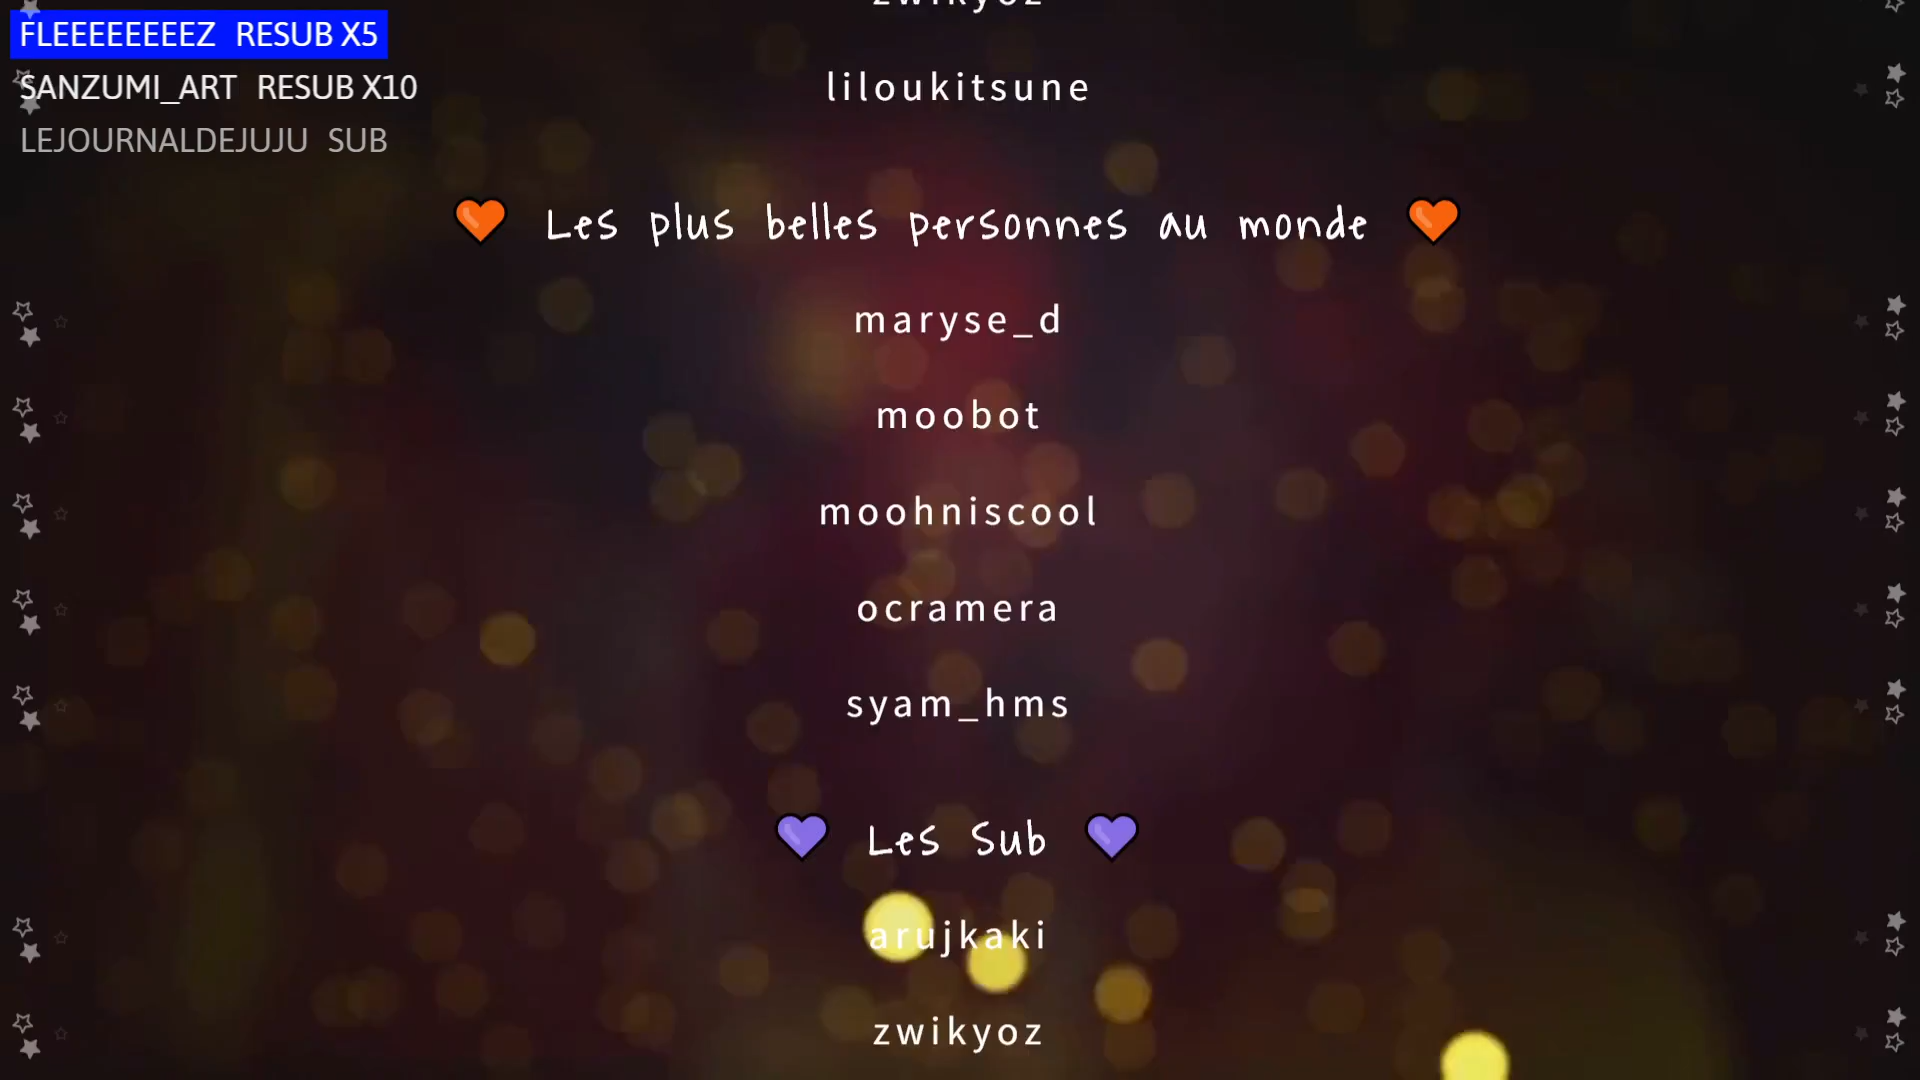 FLEEEEEEEEZ RESUB X5
SANZUMI_ART RESUB X10
LEJOURNALDEJUJU SUB
zwikyoz
liloukitsune
Les plus belles personnes au monde
maryse_d
moobot
moohniscool
ocramera
syam_hms
Les Sub
arujkaki
zwikyoz